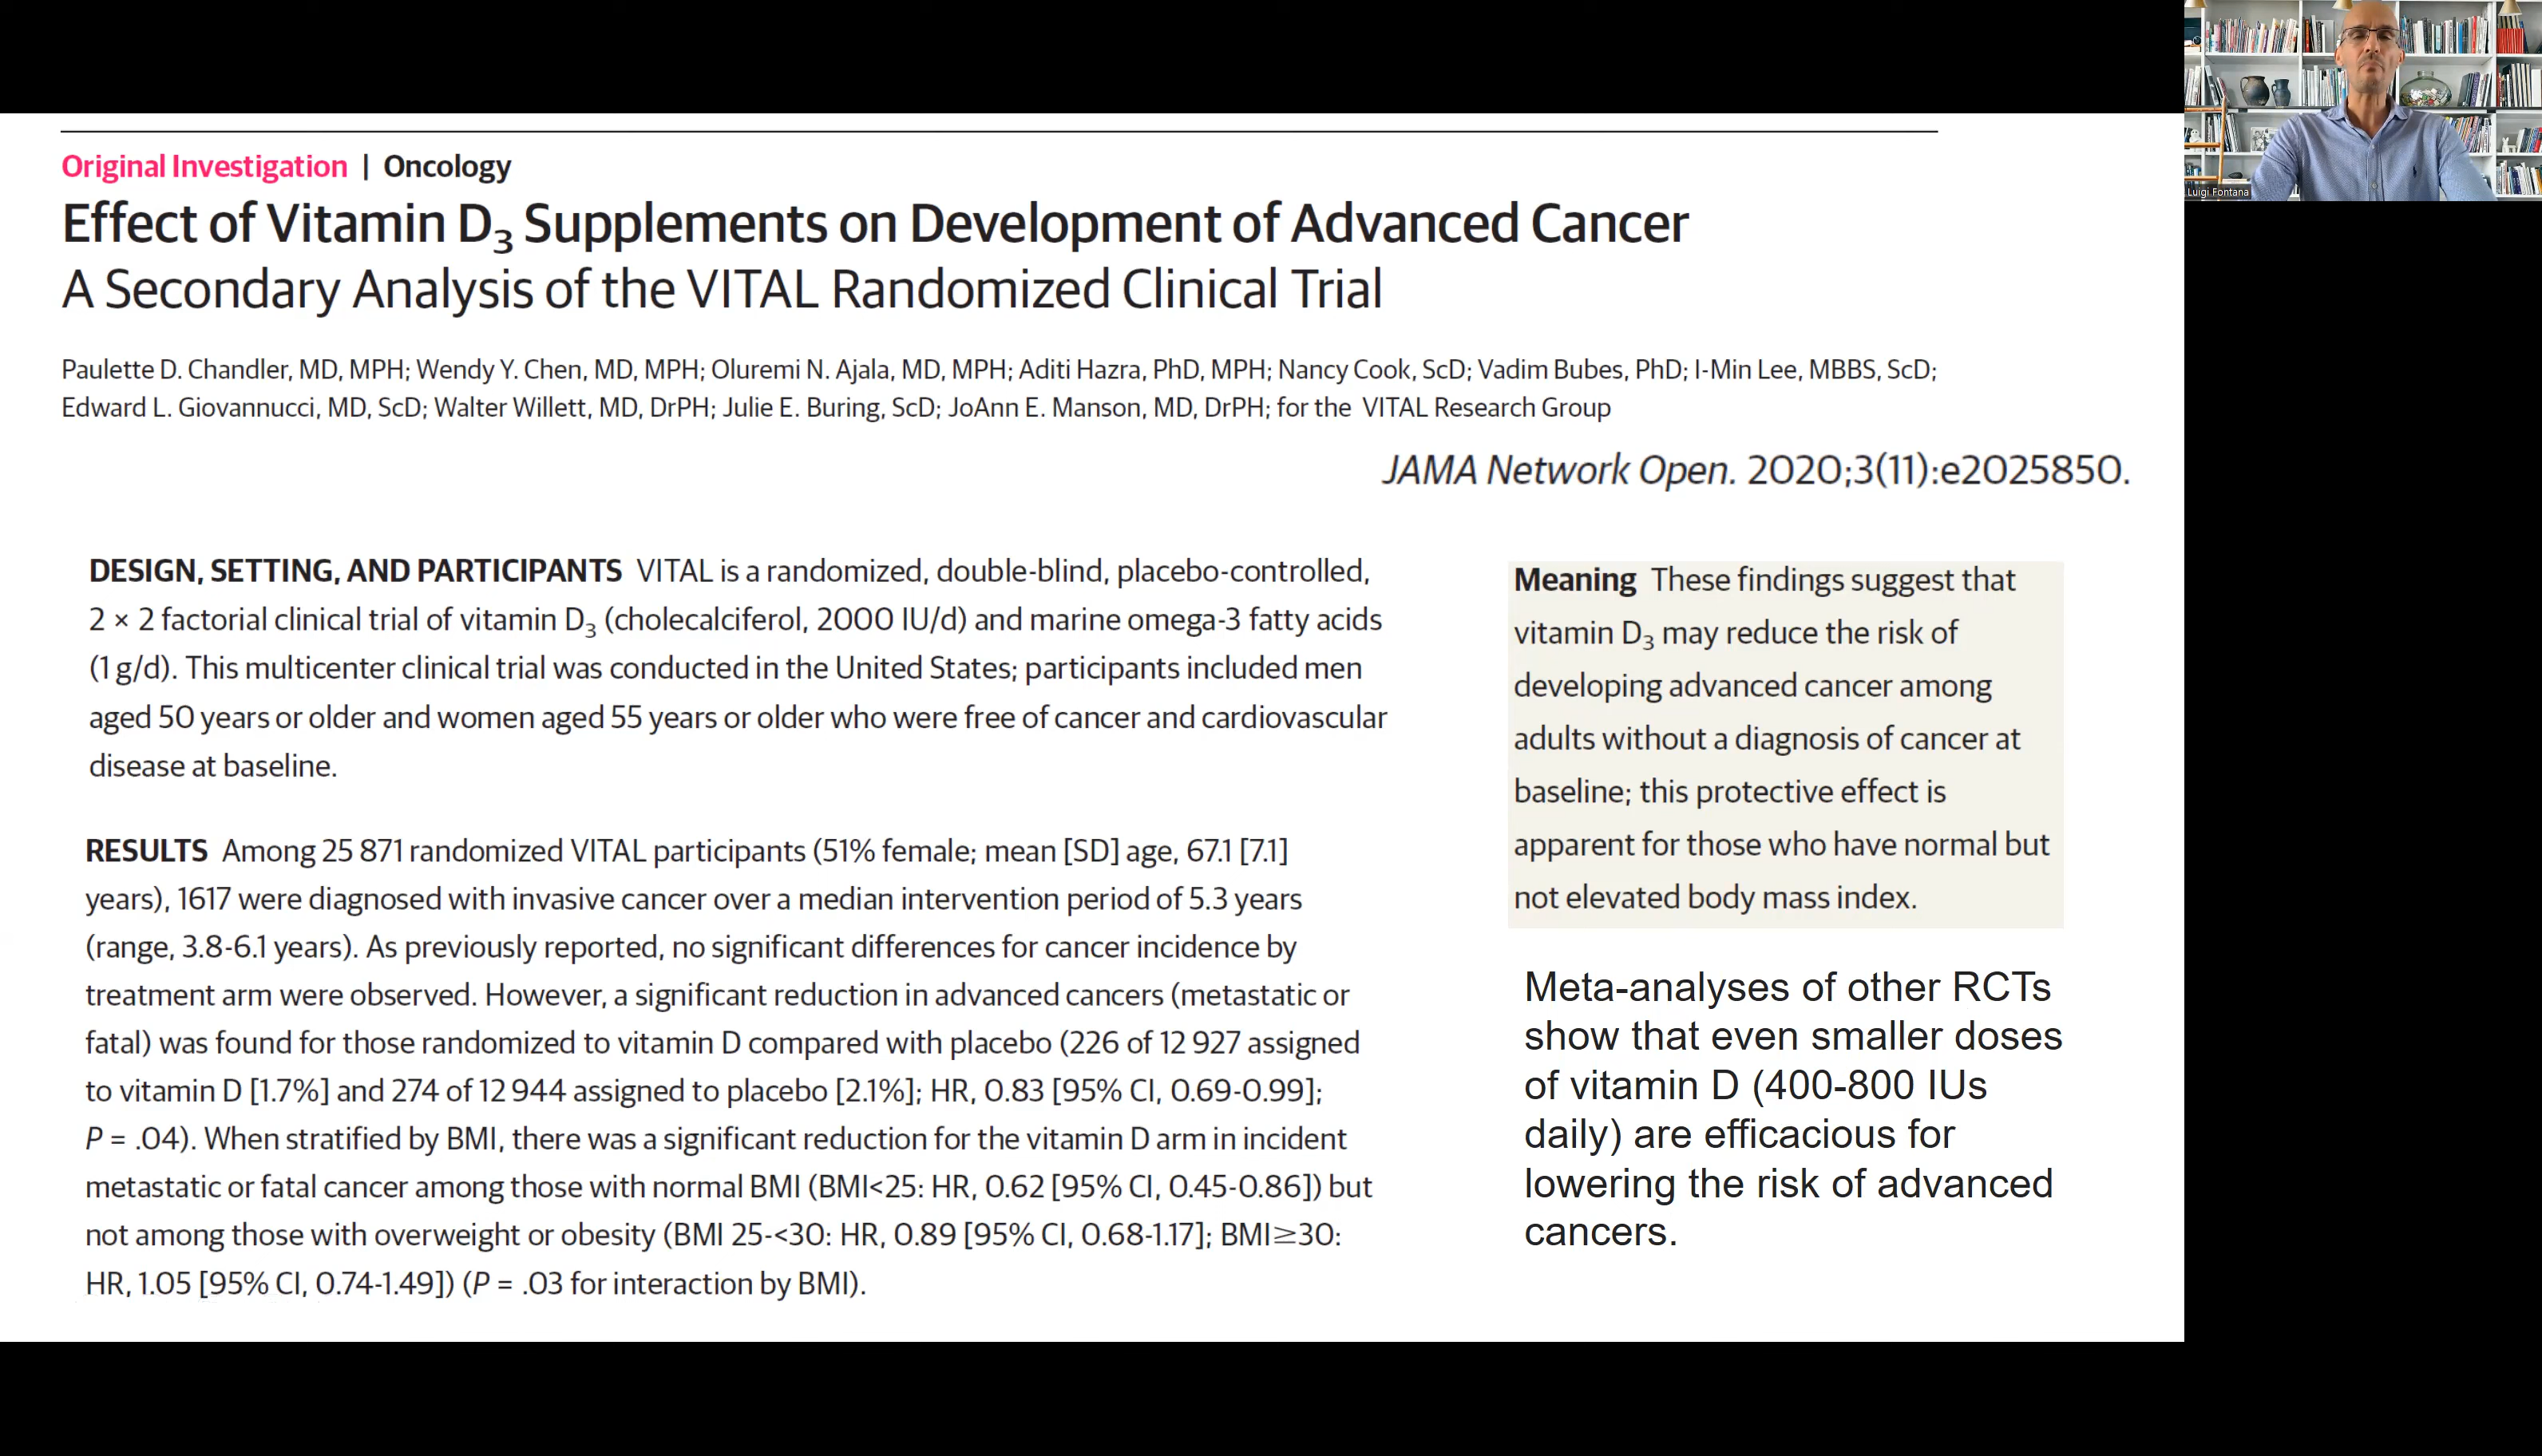 Original Investigation | Oncology
Effect of Vitamin D3 Supplements on Development of Advanced Cancer
A Secondary Analysis of the VITAL Randomized Clinical Trial
Paulette D. Chandler, MD, MPH; Wendy Y. Chen, MD, MPH; Oluremi N. Ajala, MD, MPH; Aditi Hazra, PhD, MPH; Nancy Cook, ScD; Vadim Bubes, PhD; I-Min Lee, MBBS, ScD;
Edward L. Giovannucci, MD, ScD; Walter Willett, MD, DrPH; Julie E. Buring, ScD; JoAnn E. Manson, MD, DrPH; for the VITAL Research Group
JAMA Network Open. 2020;3(11):e2025850.
DESIGN, SETTING, AND PARTICIPANTS VITAL is a randomized, double-blind, placebo-controlled,
2 × 2 factorial clinical trial of vitamin D3 (cholecalciferol, 2000 IU/d) and marine omega-3 fatty acids
(1 g/d). This multicenter clinical trial was conducted in the United States; participants included men
aged 50 years or older and women aged 55 years or older who were free of cancer and cardiovascular
disease at baseline.
RESULTS Among 25 871 randomized VITAL participants (51% female; mean [SD] age, 67.1 [7.1]
years), 1617 were diagnosed with invasive cancer over a median intervention period of 5.3 years
(range, 3.8-6.1 years). As previously reported, no significant differences for cancer incidence by
treatment arm were observed. However, a significant reduction in advanced cancers (metastatic or
fatal) was found for those randomized to vitamin D compared with placebo (226 of 12 927 assigned
to vitamin D [1.7%] and 274 of 12 944 assigned to placebo [2.1%]; HR, 0.83 [95% CI, 0.69-0.99];
P = .04). When stratified by BMI, there was a significant reduction for the vitamin D arm in incident
metastatic or fatal cancer among those with normal BMI (BMI<25: HR, 0.62 [95% CI, 0.45-0.86]) but
not among those with overweight or obesity (BMI 25-<30: HR, 0.89 [95% CI, 0.68-1.17]; BMI≥30:
HR, 1.05 [95% CI, 0.74-1.49]) (P = .03 for interaction by BMI).
Meaning These findings suggest that
vitamin D3 may reduce the risk of
developing advanced cancer among
adults without a diagnosis of cancer at
baseline; this protective effect is
apparent for those who have normal but
not elevated body mass index.
Meta-analyses of other RCTs
show that even smaller doses
of vitamin D (400-800 IUs
daily) are efficacious for
lowering the risk of advanced
cancers.
Luigi Fontana